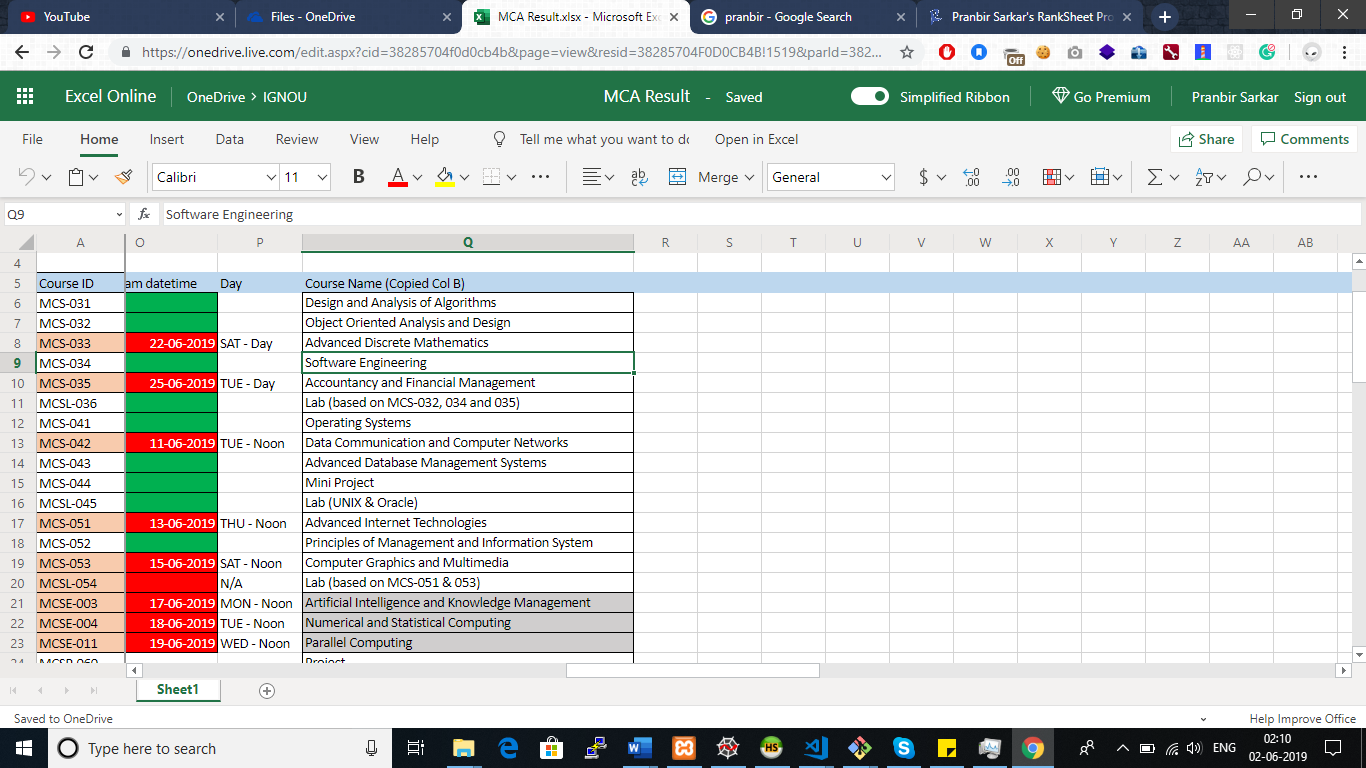 YouTube
Files - OneDrive
MCA Result.xlsx - Microsoft Exc
pranbir - Google Search
Pranbir Sarkar's RankSheet Pro
https://onedrive.live.com/edit.aspx?cid=38285704f0d0cb4b&page=view&resid=38285704F0D0CB4B!1519&parId=382...
Off
Excel Online OneDrive > IGNOU MCA Result - Saved Simplified Ribbon Go Premium Pranbir Sarkar Sign out
File Home Insert Data Review View Help Tell me what you want to do Open in Excel Share Comments
Calibri 11 B A ab Merge General $ .00 .00
Q9 fx Software Engineering
A O P Q R S T U V W X Y Z AA AB
4
5 Course ID am datetime Day Course Name (Copied Col B)
6 MCS-031 Design and Analysis of Algorithms
7 MCS-032 Object Oriented Analysis and Design
8 MCS-033 22-06-2019 SAT - Day Advanced Discrete Mathematics
9 MCS-034 Software Engineering
10 MCS-035 25-06-2019 TUE - Day Accountancy and Financial Management
11 MCSL-036 Lab (based on MCS-032, 034 and 035)
12 MCS-041 Operating Systems
13 MCS-042 11-06-2019 TUE - Noon Data Communication and Computer Networks
14 MCS-043 Advanced Database Management Systems
15 MCS-044 Mini Project
16 MCSL-045 Lab (UNIX & Oracle)
17 MCS-051 13-06-2019 THU - Noon Advanced Internet Technologies
18 MCS-052 Principles of Management and Information System
19 MCS-053 15-06-2019 SAT - Noon Computer Graphics and Multimedia
20 MCSL-054 N/A Lab (based on MCS-051 & 053)
21 MCSE-003 17-06-2019 MON - Noon Artificial Intelligence and Knowledge Management
22 MCSE-004 18-06-2019 TUE - Noon Numerical and Statistical Computing
23 MCSE-011 19-06-2019 WED - Noon Parallel Computing
24 MCSP-060 Project
Sheet1
Saved to OneDrive Help Improve Office
Type here to search
HS
ENG
02:10
02-06-2019